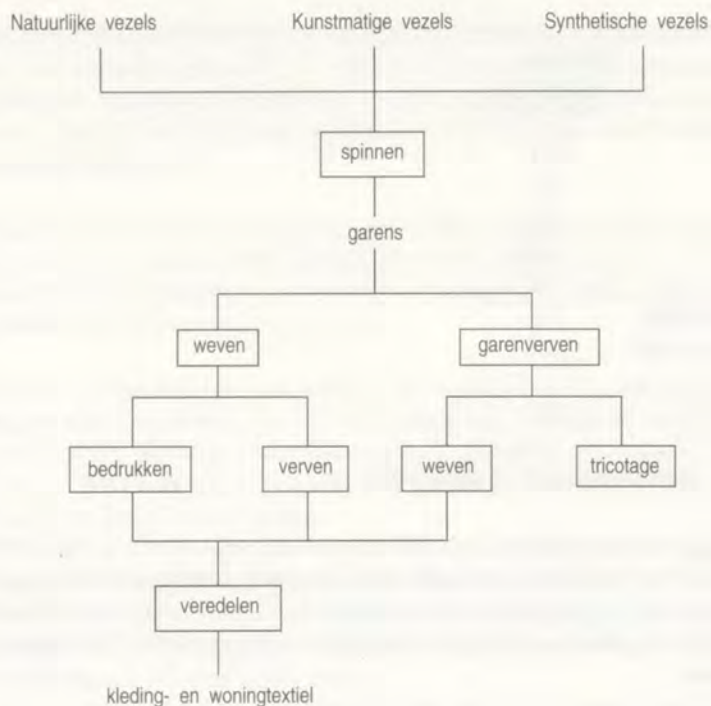 Natuurlijke vezels
Kunstmatige vezels
Synthetische vezels
spinnen
garens
weven
garenverven
bedrukken
verven
weven
tricotage
veredelen
kleding- en woningtextiel